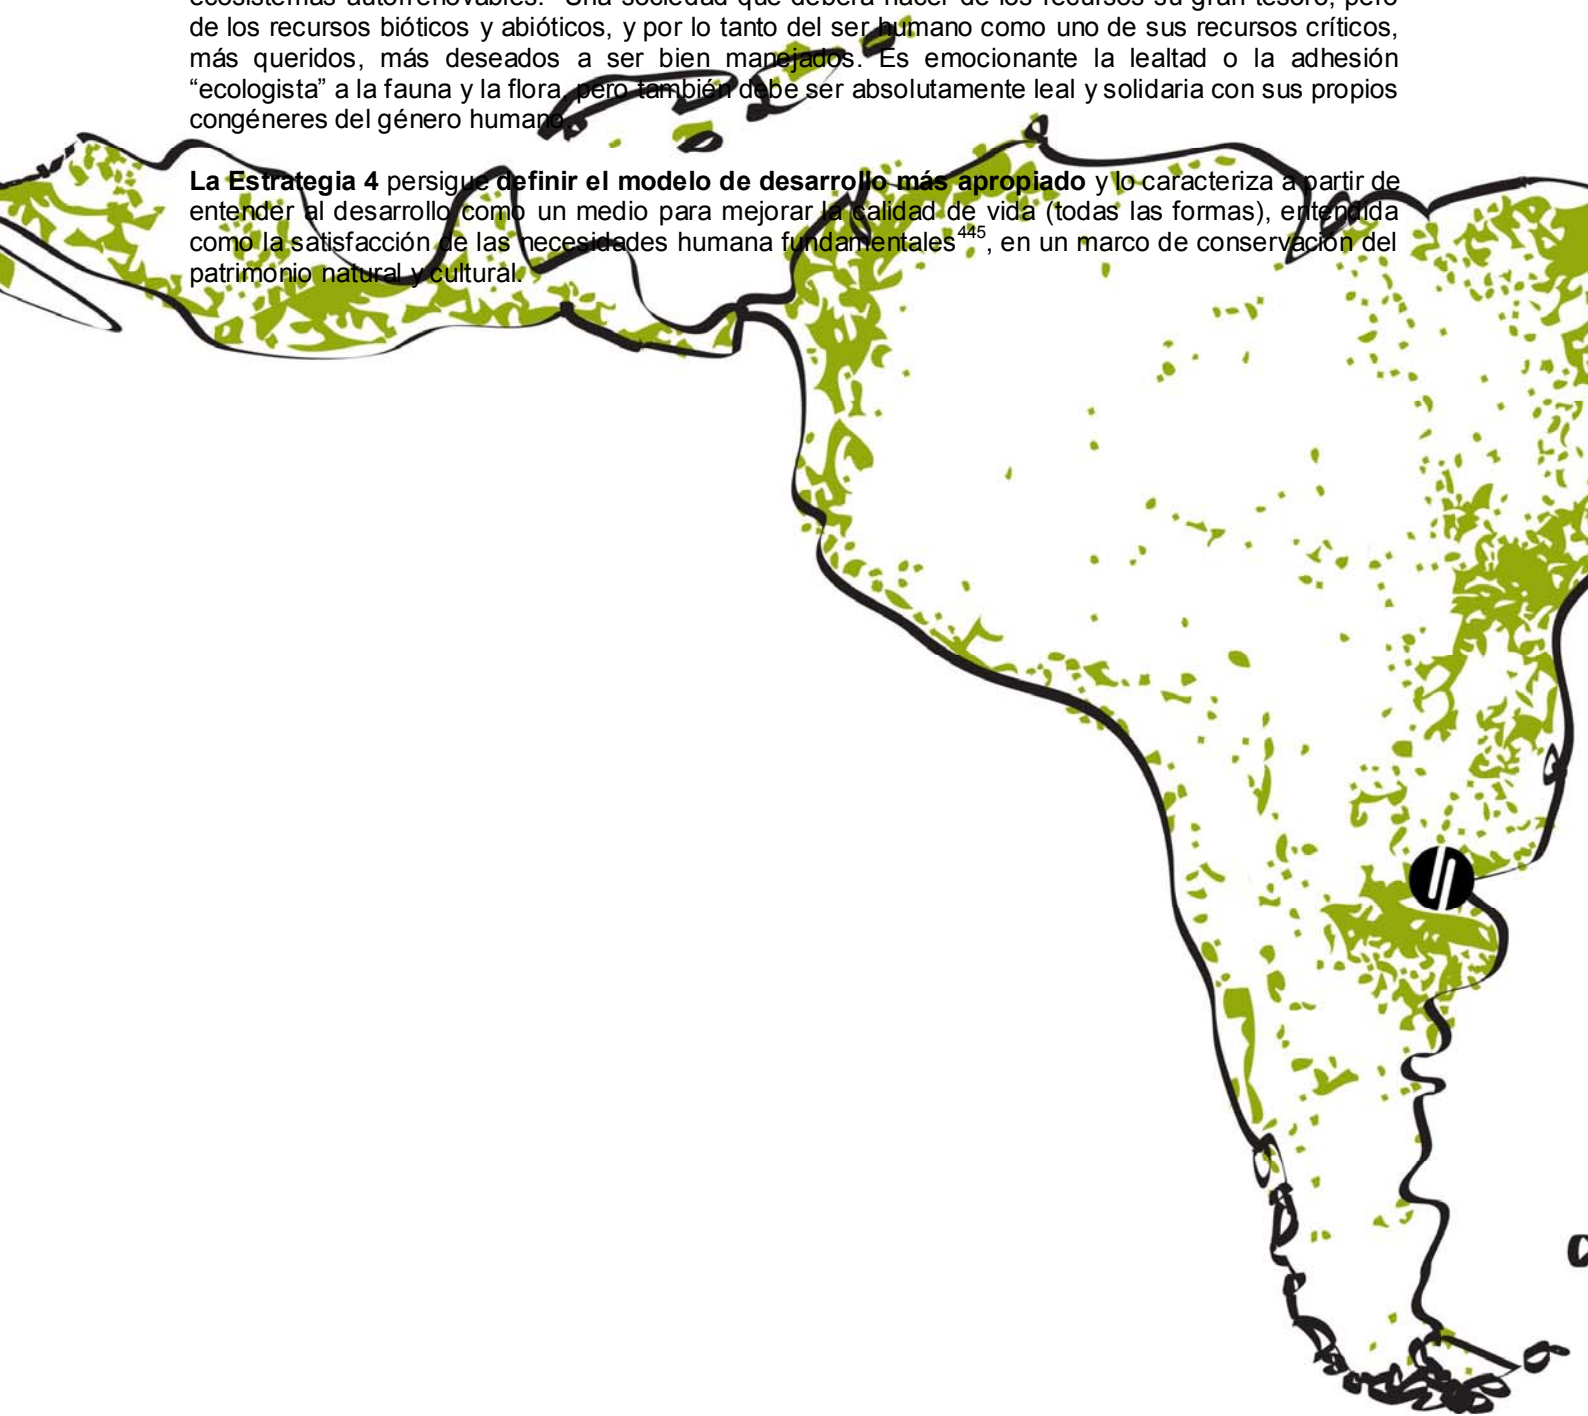 ecosistemas autorrenovables. Una sociedad que deberá hacer de los recursos su gran tesoro, pero
de los recursos bióticos y abióticos, y por lo tanto del ser humano como uno de sus recursos críticos,
más queridos, más deseados a ser bien manejados. Es emocionante la lealtad o la adhesión
“ecologista” a la fauna y la flora, pero también debe ser absolutamente leal y solidaria con sus propios
congéneres del género humano.
La Estrategia 4 persigue definir el modelo de desarrollo más apropiado y lo caracteriza a partir de
entender al desarrollo como un medio para mejorar la calidad de vida (todas las formas), entendida
como la satisfacción de las necesidades humana fundamentales445, en un marco de conservación del
patrimonio natural y cultural.